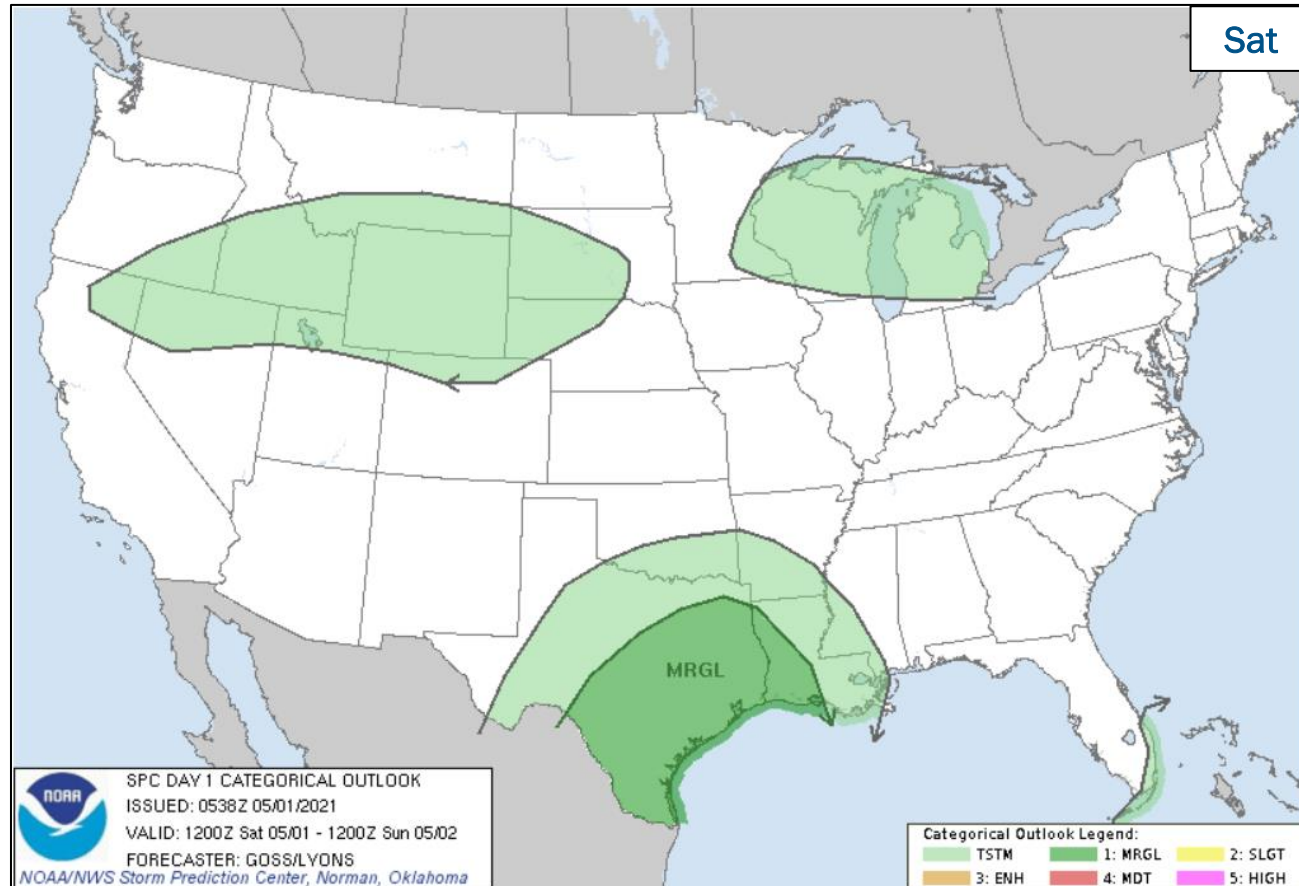 Sat
MRGL
NOAA
SPC DAY 1 CATEGORICAL OUTLOOK
ISSUED: 0538Z 05/01/2021
VALID: 1200Z Sat 05/01 - 1200Z Sun 05/02
FORECASTER: GOSS/LYONS
NOAA/NWS Storm Prediction Center, Norman, Oklahoma
Categorical Outlook Legend:
TSTM 1: MRGL 2: SLGT
3: ENH 4: MDT 5: HIGH